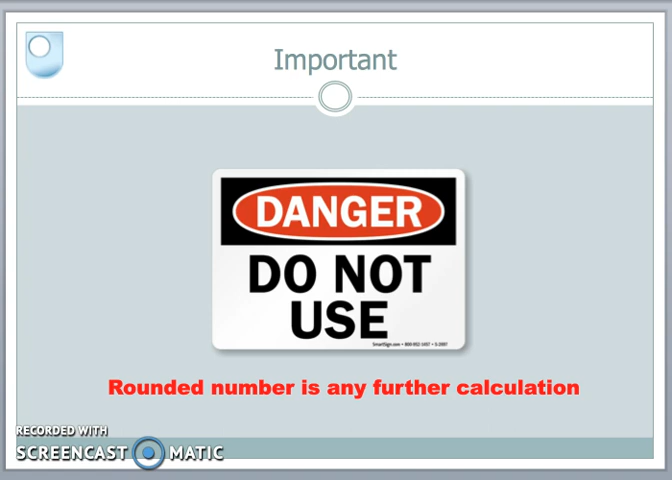 Important
DANGER
DO NOT
USE
SmartSign.com • 800-952-1457 • S-2097
Rounded number is any further calculation
RECORDED WITH
SCREENCAST MATIC